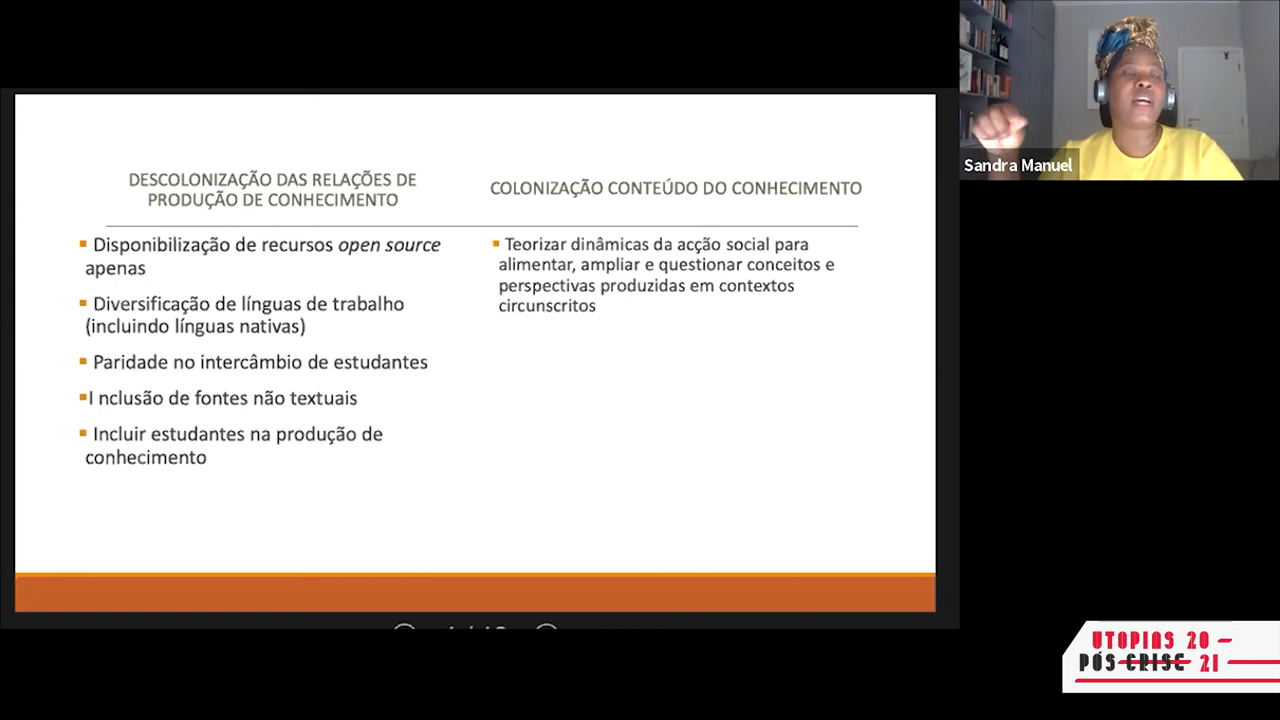 DESCOLONIZAÇÃO DAS RELAÇÕES DE
PRODUÇÃO DE CONHECIMENTO
Disponibilização de recursos open source
apenas
Diversificação de línguas de trabalho
(incluindo línguas nativas)
Paridade no intercâmbio de estudantes
I nclusão de fontes não textuais
Incluir estudantes na produção de
conhecimento
COLONIZAÇÃO CONTEÚDO DO CONHECIMENTO
Teorizar dinâmicas da acção social para
alimentar, ampliar e questionar conceitos e
perspectivas produzidas em contextos
circunscritos
Sandra Manuel
UTOPIAS 20
PÓS CRISE 21